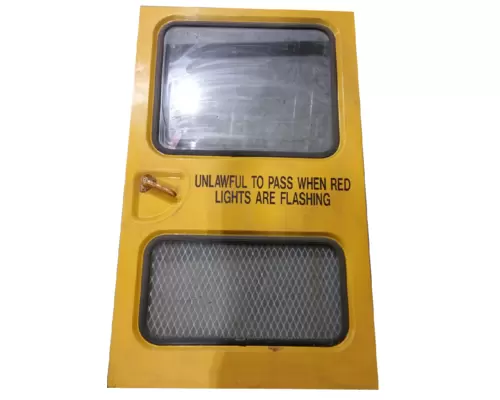 UNLAWFUL TO PASS WHEN RED
LIGHTS ARE FLASHING